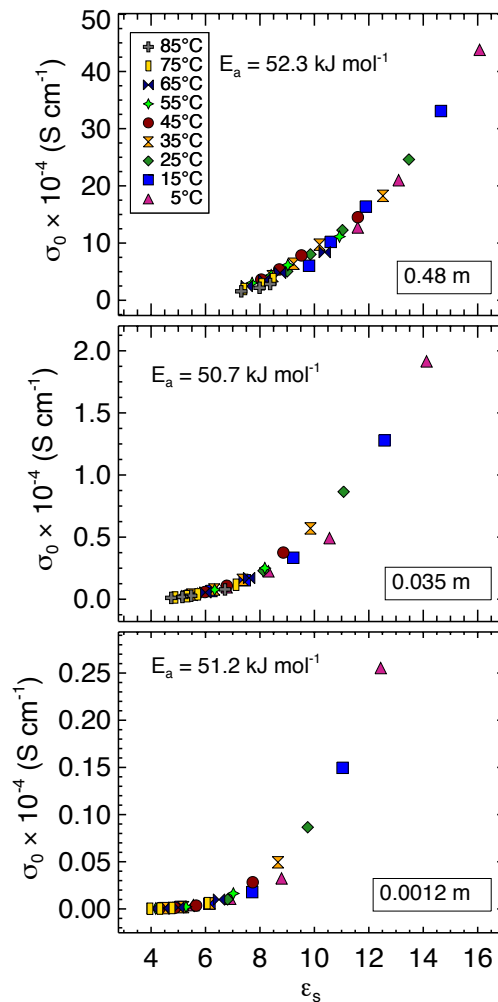 50
40
30
20
10
0
σ₀ × 10⁻⁴ (S cm⁻¹)
85°C
75°C
65°C
55°C
45°C
35°C
25°C
15°C
5°C
Eₐ = 52.3 kJ mol⁻¹
0.48 m
2.0
1.5
1.0
0.5
0.0
σ₀ × 10⁻⁴ (S cm⁻¹)
Eₐ = 50.7 kJ mol⁻¹
0.035 m
0.25
0.20
0.15
0.10
0.05
0.00
σ₀ × 10⁻⁴ (S cm⁻¹)
Eₐ = 51.2 kJ mol⁻¹
0.0012 m
4 6 8 10 12 14 16
εₛ